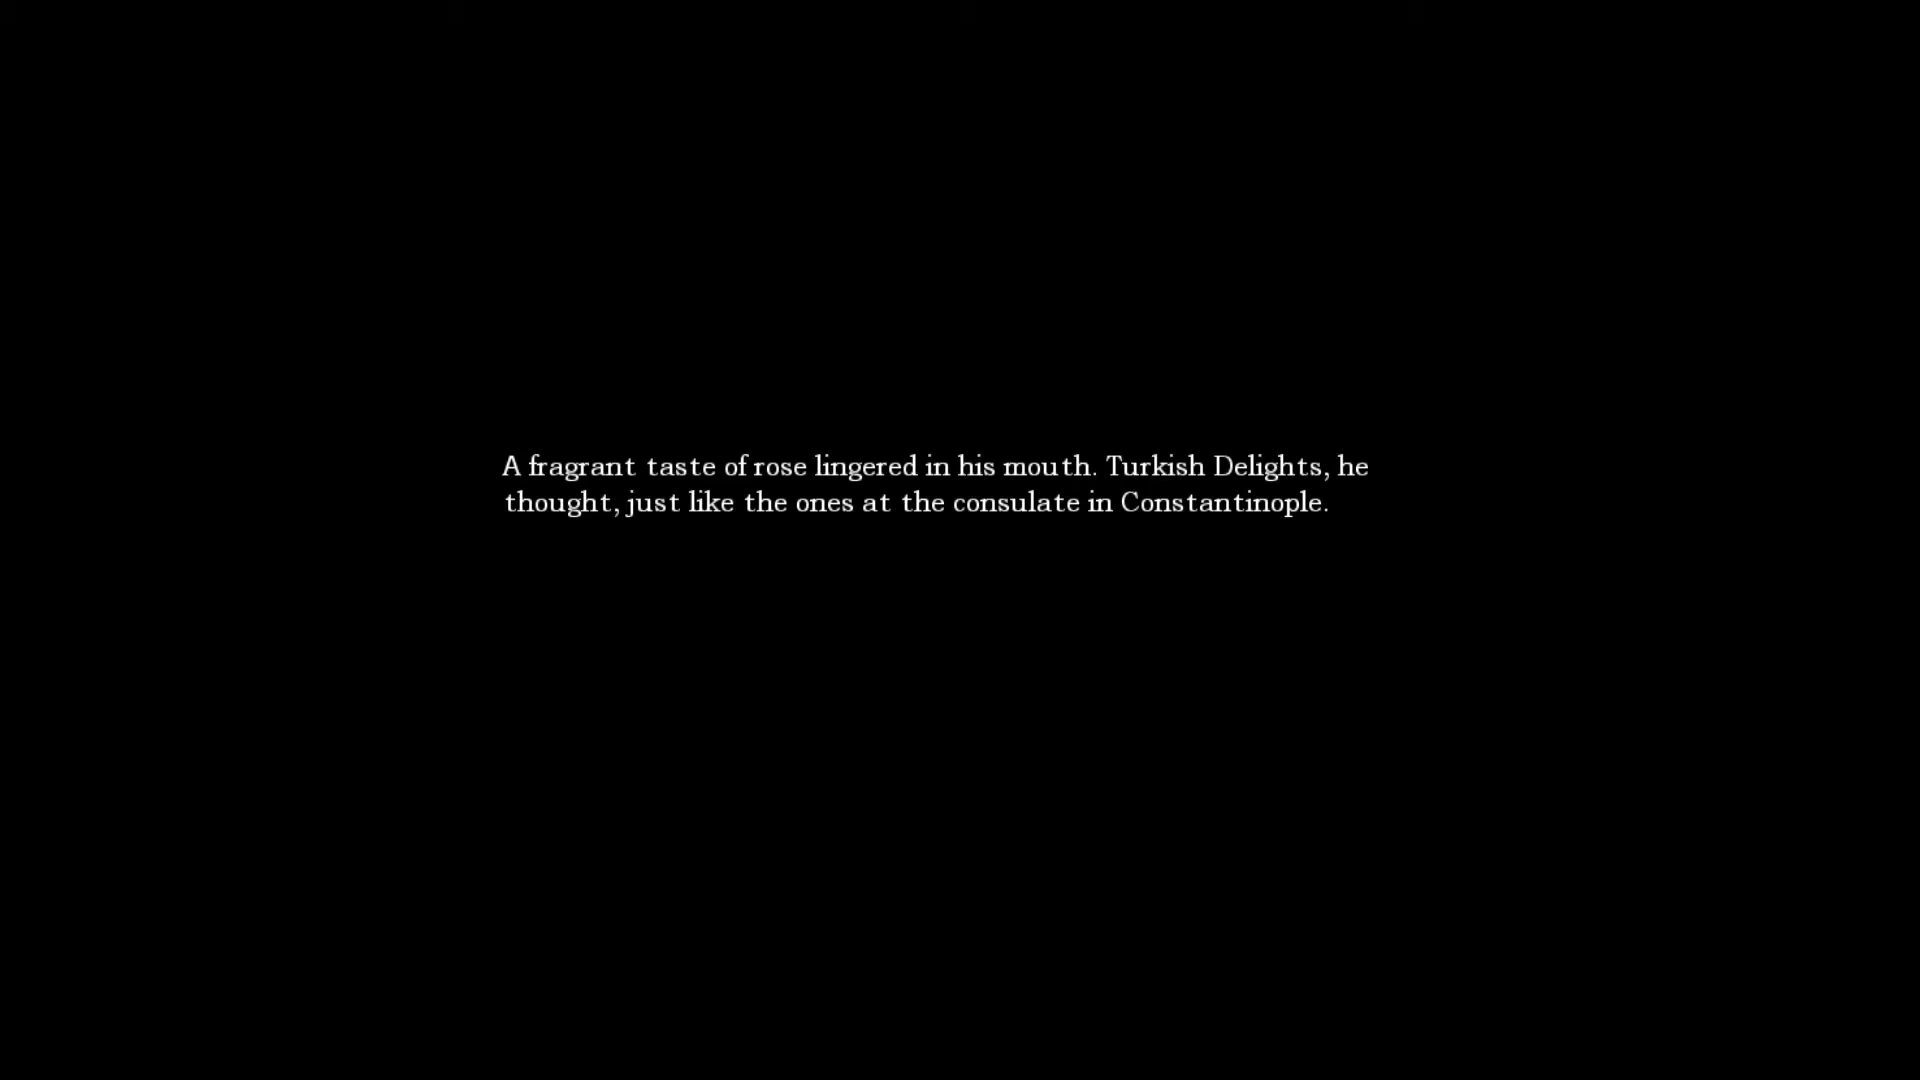 A fragrant taste of rose lingered in his mouth. Turkish Delights, he
thought, just like the ones at the consulate in Constantinople.